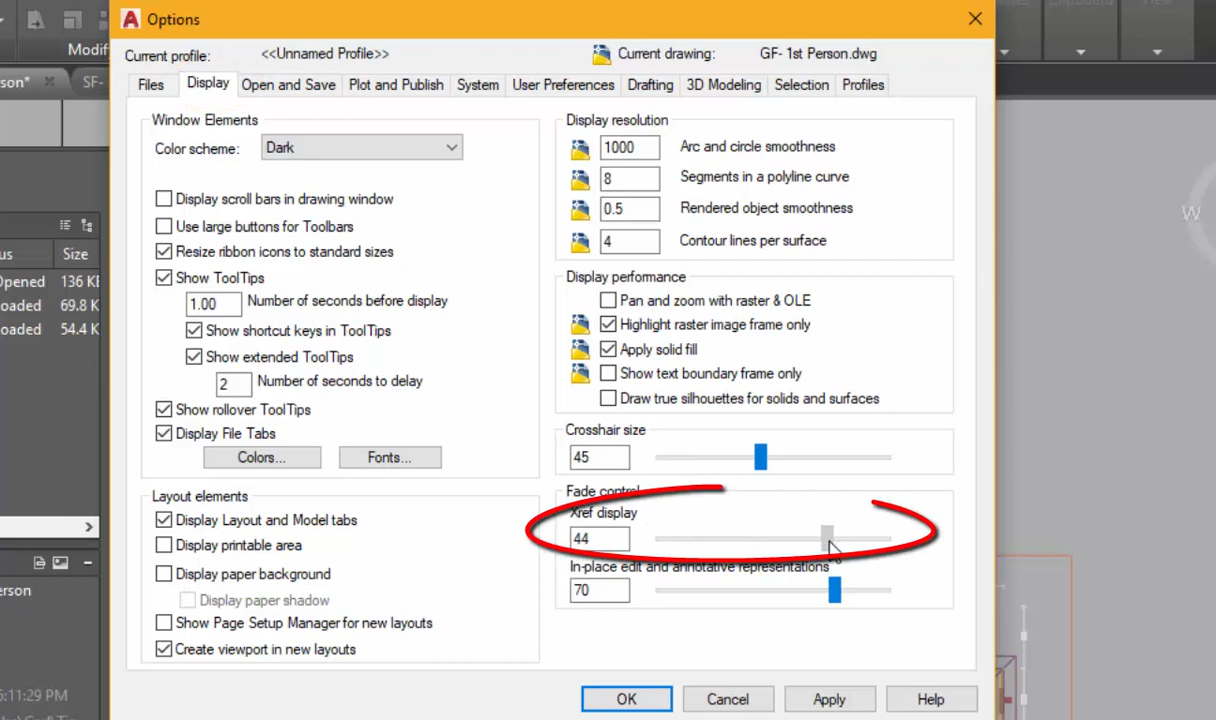 Options
Modif
Current profile:
<<Unnamed Profile>>
Current drawing:
GF- 1st Person.dwg
son*
SF-
Files
Display
Open and Save
Plot and Publish
System
User Preferences
Drafting
3D Modeling
Selection
Profiles
Window Elements
Color scheme:
Dark
Display scroll bars in drawing window
Use large buttons for Toolbars
Resize ribbon icons to standard sizes
Show ToolTips
1.00 Number of seconds before display
Show shortcut keys in ToolTips
Show extended ToolTips
2 Number of seconds to delay
Show rollover ToolTips
Display File Tabs
Colors...
Fonts...
Layout elements
Display Layout and Model tabs
Display printable area
Display paper background
Display paper shadow
Show Page Setup Manager for new layouts
Create viewport in new layouts
Display resolution
1000 Arc and circle smoothness
8 Segments in a polyline curve
0.5 Rendered object smoothness
4 Contour lines per surface
Display performance
Pan and zoom with raster & OLE
Highlight raster image frame only
Apply solid fill
Show text boundary frame only
Draw true silhouettes for solids and surfaces
Crosshair size
45
Fade control
Xref display
44
In-place edit and annotative representations
70
OK
Cancel
Apply
Help
us Size
Opened 136 KB
oaded 69.8 K
oaded 54.4 K
erson
6:11:29 PM
W